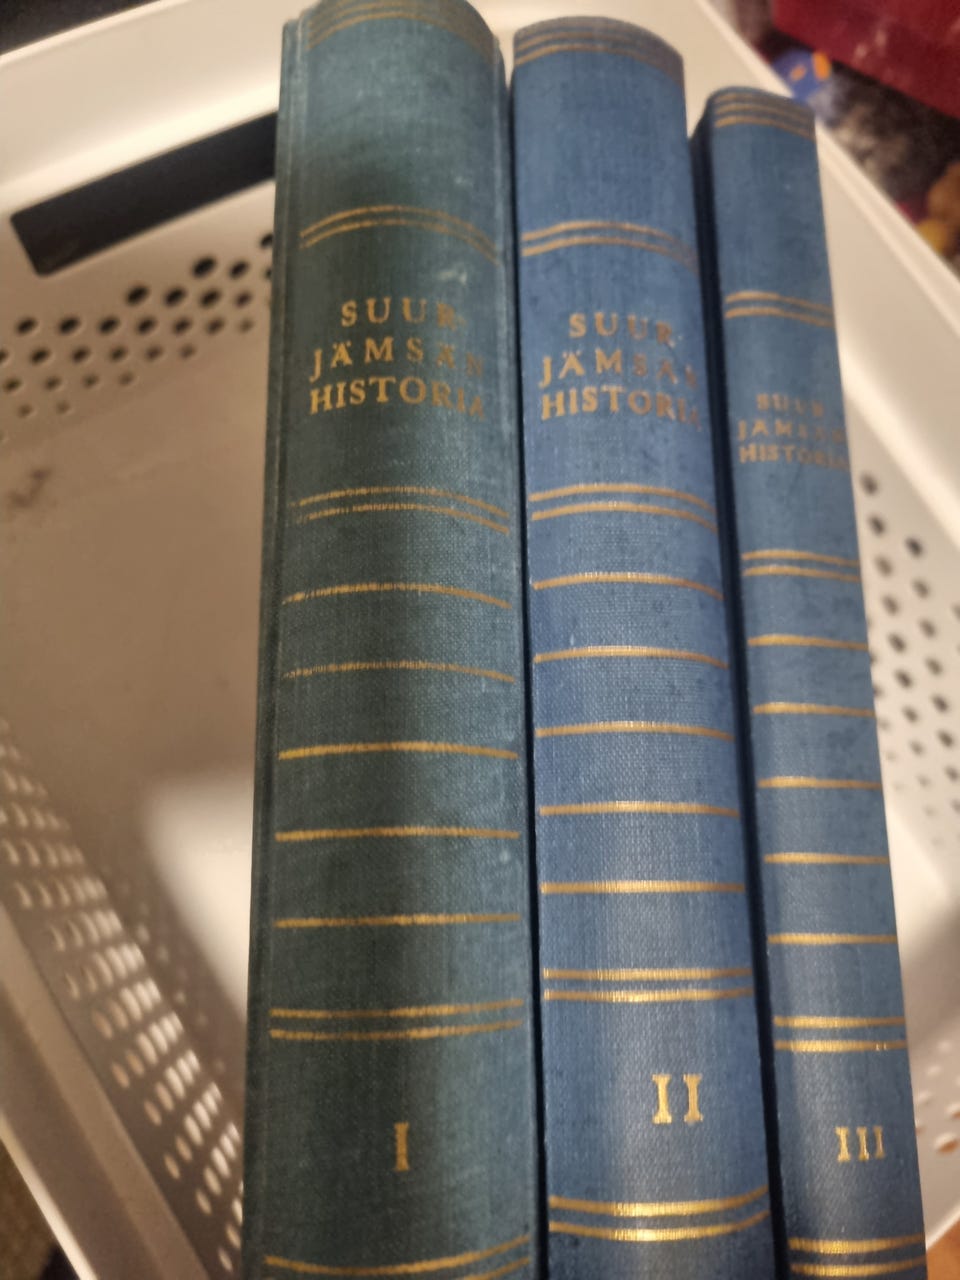 SUUR-
JÄMSÄN
HISTORIA
I
SUUR-
JÄMSÄN
HISTORIA
II
SUUR-
JÄMSÄN
HISTORIA
III